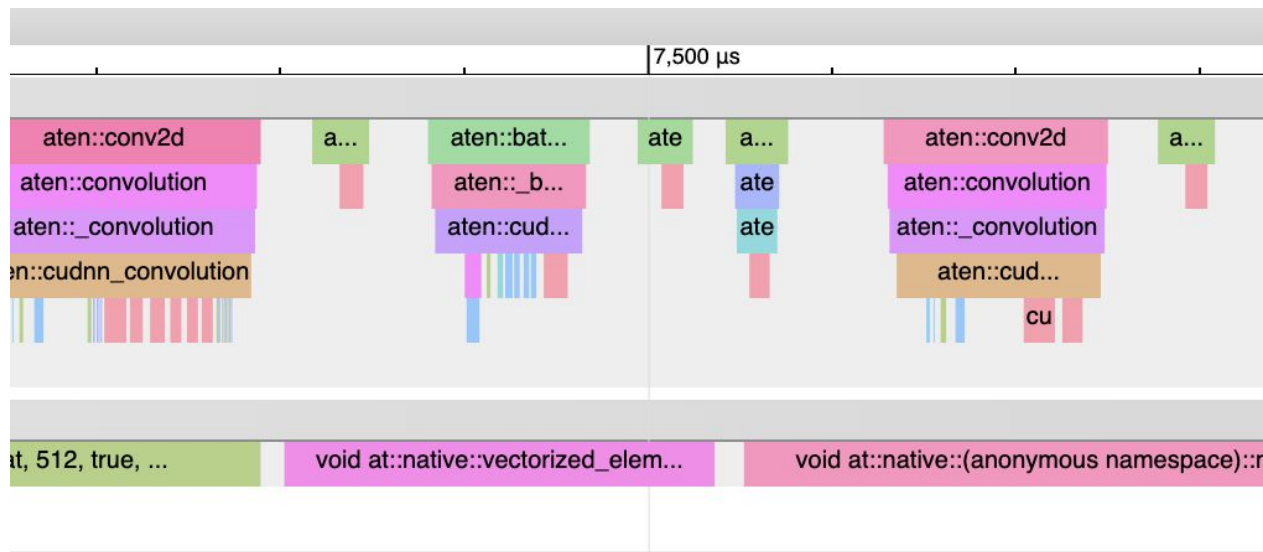 7,500 μs
aten::conv2d a... aten::bat... ate a... aten::conv2d a...
aten::convolution aten::_b... ate aten::convolution
aten::_convolution aten::cud... ate aten::_convolution
en::cudnn_convolution aten::cud...
cu
at, 512, true, ... void at::native::vectorized_elem... void at::native::(anonymous namespace)::r